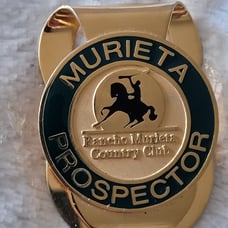 MURIETA
Rancho Murieta
Country Club
PROSPECTOR